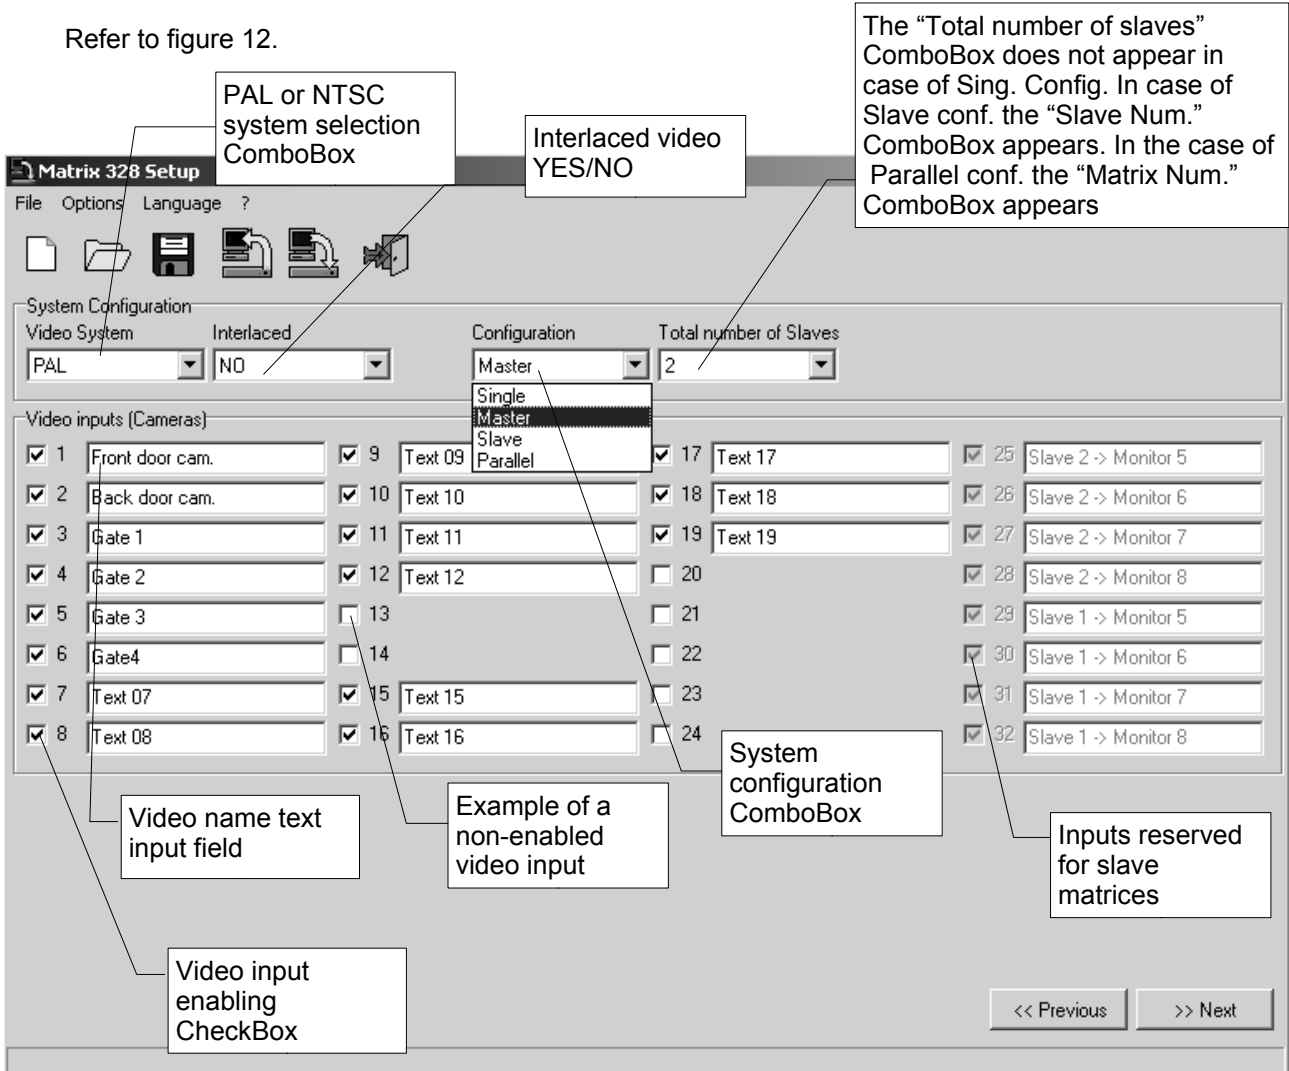 Refer to figure 12.
The “Total number of slaves”
ComboBox does not appear in
case of Sing. Config. In case of
Slave conf. the “Slave Num.”
ComboBox appears. In the case of
Parallel conf. the “Matrix Num.”
ComboBox appears
PAL or NTSC
system selection
ComboBox
Interlaced video
YES/NO
Matrix 328 Setup
File Options Language ?
System Configuration
Video System Interlaced Configuration Total number of Slaves
PAL NO Master 2
Single
Master
Slave
Parallel
Video inputs (Cameras)
1 Front door cam. 9 Text 09 17 Text 17 25 Slave 2 -> Monitor 5
2 Back door cam. 10 Text 10 18 Text 18 26 Slave 2 -> Monitor 6
3 Gate 1 11 Text 11 19 Text 19 27 Slave 2 -> Monitor 7
4 Gate 2 12 Text 12 20 28 Slave 2 -> Monitor 8
5 Gate 3 13 21 29 Slave 1 -> Monitor 5
6 Gate4 14 22 30 Slave 1 -> Monitor 6
7 Text 07 15 Text 15 23 31 Slave 1 -> Monitor 7
8 Text 08 16 Text 16 24 32 Slave 1 -> Monitor 8
System
configuration
ComboBox
Video name text
input field
Example of a
non-enabled
video input
Inputs reserved
for slave
matrices
Video input
enabling
CheckBox
<< Previous >> Next